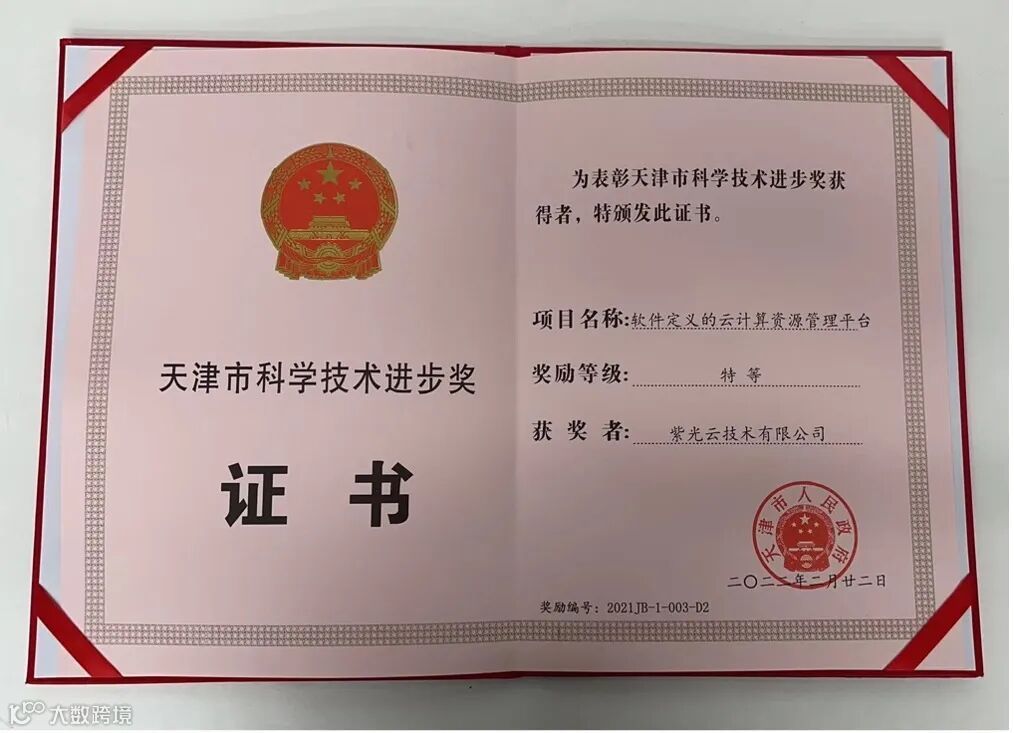 天津市科学技术进步奖
证 书
为表彰天津市科学技术进步奖获
得者，特颁发此证书。
项目名称:软件定义的云计算资源管理平台
奖励等级: 特 等
获 奖 者: 紫光云技术有限公司
天津市人民政府
二〇二二年二月廿二日
奖励编号：2021JB-1-003-D2
大数跨境